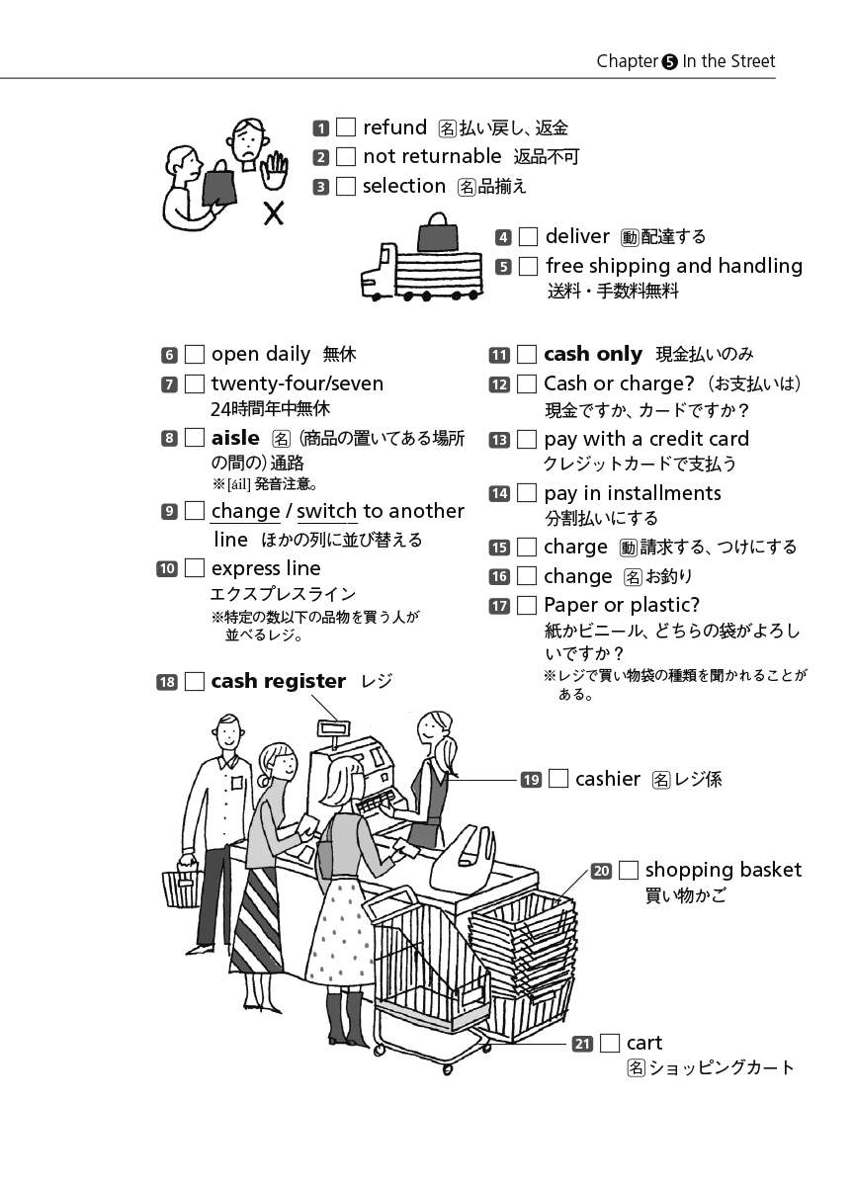 Chapter❺In the Street
1 □ refund 名払い戻し、返金
2 □ not returnable 返品不可
3 □ selection 名品揃え
X
4 □ deliver 動配達する
5 □ free shipping and handling
送料・手数料無料
6 □ open daily 無休
7 □ twenty-four/seven
24時間年中無休
8 □ aisle 名（商品の置いてある場所
の間の）通路
※[áil] 発音注意。
9 □ change / switch to another
line ほかの列に並び替える
10 □ express line
エクスプレスライン
※特定の数以下の品物を買う人が
並べるレジ。
11 □ cash only 現金払いのみ
12 □ Cash or charge? （お支払いは）
現金ですか、カードですか？
13 □ pay with a credit card
クレジットカードで支払う
14 □ pay in installments
分割払いにする
15 □ charge 動請求する、つけにする
16 □ change 名お釣り
17 □ Paper or plastic?
紙かビニール、どちらの袋がよろし
いですか？
※レジで買い物袋の種類を聞かれることが
ある。
18 □ cash register レジ
19 □ cashier 名レジ係
20 □ shopping basket
買い物かご
21 □ cart
名ショッピングカート